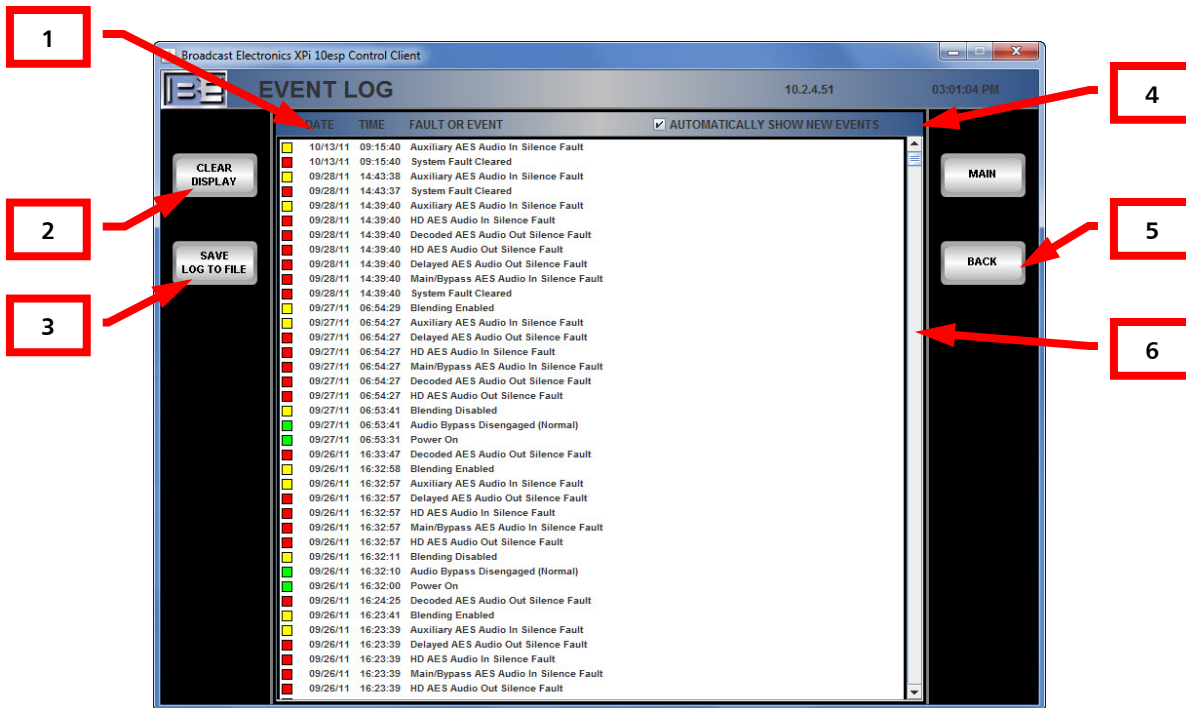 1
Broadcast Electronics XPi 10esp Control Client
BE EVENT LOG 10.2.4.51 03:01:04 PM
4
DATE TIME FAULT OR EVENT AUTOMATICALLY SHOW NEW EVENTS
CLEAR
DISPLAY
MAIN
2
5
SAVE
LOG TO FILE
BACK
3
6
10/13/11 09:15:40 Auxiliary AES Audio In Silence Fault
10/13/11 09:15:40 System Fault Cleared
09/28/11 14:43:38 Auxiliary AES Audio In Silence Fault
09/28/11 14:43:37 System Fault Cleared
09/28/11 14:39:40 Auxiliary AES Audio In Silence Fault
09/28/11 14:39:40 HD AES Audio In Silence Fault
09/28/11 14:39:40 Decoded AES Audio Out Silence Fault
09/28/11 14:39:40 HD AES Audio Out Silence Fault
09/28/11 14:39:40 Delayed AES Audio Out Silence Fault
09/28/11 14:39:40 Main/Bypass AES Audio In Silence Fault
09/28/11 14:39:40 System Fault Cleared
09/27/11 06:54:29 Blending Enabled
09/27/11 06:54:27 Auxiliary AES Audio In Silence Fault
09/27/11 06:54:27 Delayed AES Audio Out Silence Fault
09/27/11 06:54:27 HD AES Audio In Silence Fault
09/27/11 06:54:27 Main/Bypass AES Audio In Silence Fault
09/27/11 06:54:27 Decoded AES Audio Out Silence Fault
09/27/11 06:54:27 HD AES Audio Out Silence Fault
09/27/11 06:53:41 Blending Disabled
09/27/11 06:53:41 Audio Bypass Disengaged (Normal)
09/27/11 06:53:31 Power On
09/26/11 16:33:47 Decoded AES Audio Out Silence Fault
09/26/11 16:32:58 Blending Enabled
09/26/11 16:32:57 Auxiliary AES Audio In Silence Fault
09/26/11 16:32:57 Delayed AES Audio Out Silence Fault
09/26/11 16:32:57 HD AES Audio In Silence Fault
09/26/11 16:32:57 Main/Bypass AES Audio In Silence Fault
09/26/11 16:32:57 HD AES Audio Out Silence Fault
09/26/11 16:32:11 Blending Disabled
09/26/11 16:32:10 Audio Bypass Disengaged (Normal)
09/26/11 16:32:00 Power On
09/26/11 16:24:25 Decoded AES Audio Out Silence Fault
09/26/11 16:23:41 Blending Enabled
09/26/11 16:23:39 Auxiliary AES Audio In Silence Fault
09/26/11 16:23:39 Delayed AES Audio Out Silence Fault
09/26/11 16:23:39 HD AES Audio In Silence Fault
09/26/11 16:23:39 Main/Bypass AES Audio In Silence Fault
09/26/11 16:23:39 HD AES Audio Out Silence Fault